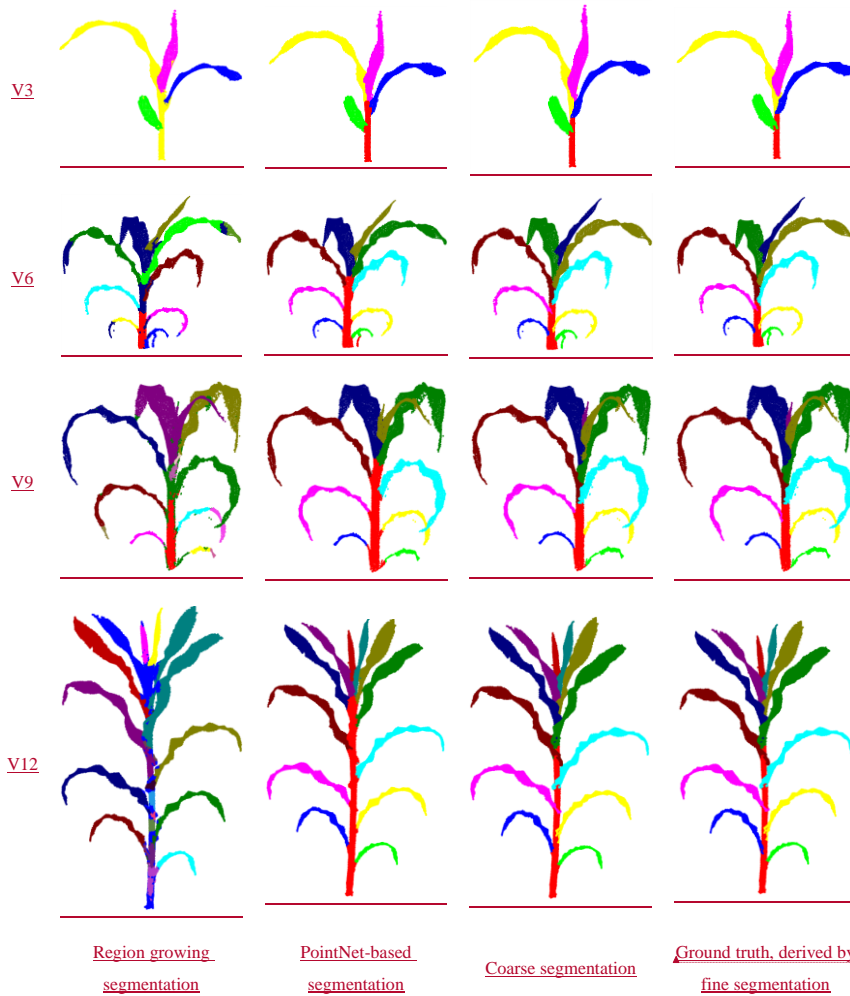 V3
V6
V9
V12
Region growing
segmentation
PointNet-based
segmentation
Coarse segmentation
Ground truth, derived by
fine segmentation